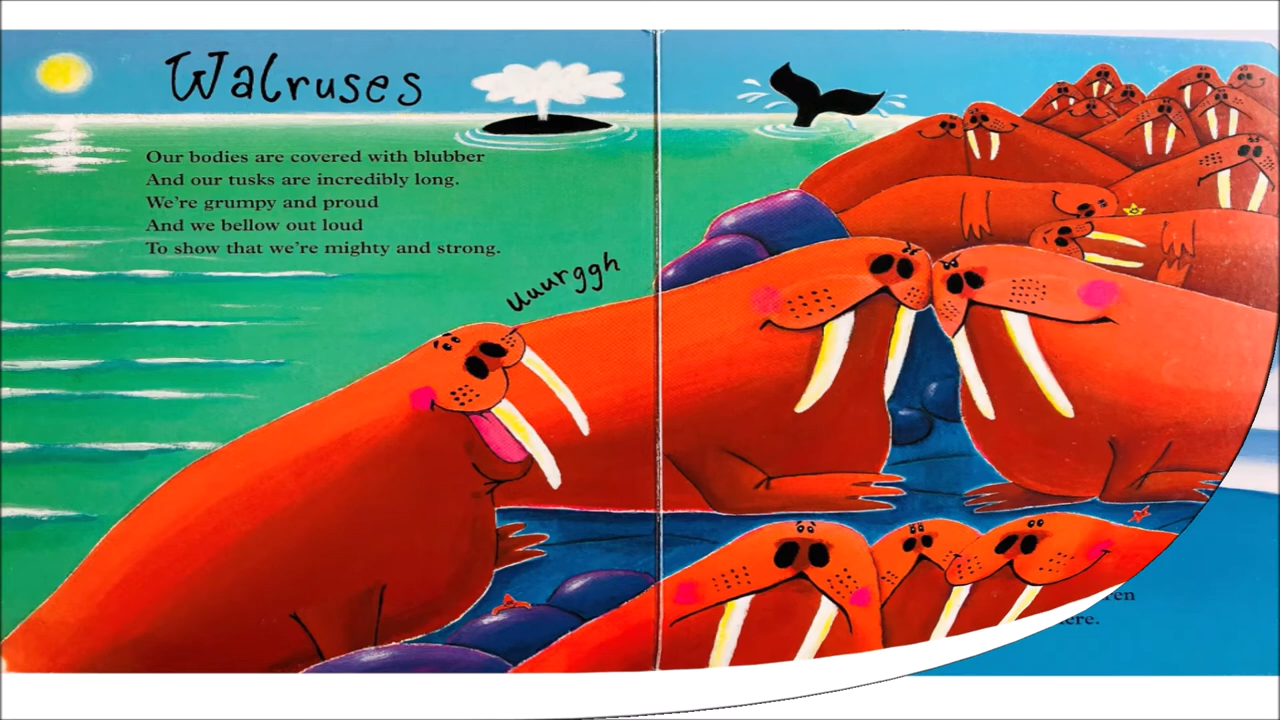 Walruses
Our bodies are covered with blubber
And our tusks are incredibly long.
We're grumpy and proud
And we bellow out loud
To show that we're mighty and strong.
uuurggh